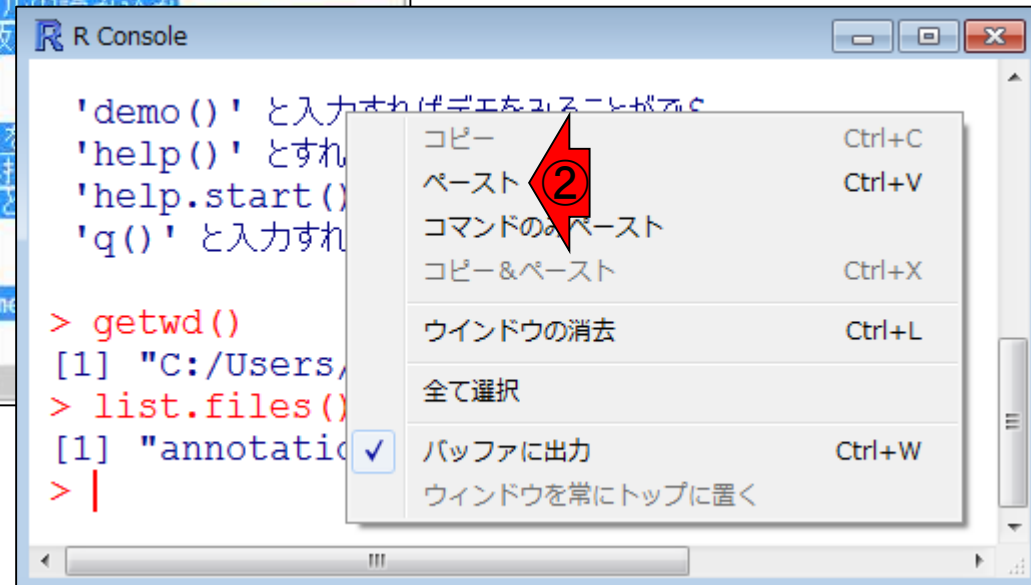 R Console
'demo()' と入力すればデモをみることができ
'help()' とすれ
'help.start()
'q()' と入力すれ
> getwd()
[1] "C:/Users/
> list.files()
[1] "annotatio
>
コピー Ctrl+C
ペースト ② Ctrl+V
コマンドのみペースト
コピー&ペースト Ctrl+X
ウインドウの消去 Ctrl+L
全て選択
✓ バッファに出力 Ctrl+W
ウィンドウを常にトップに置く